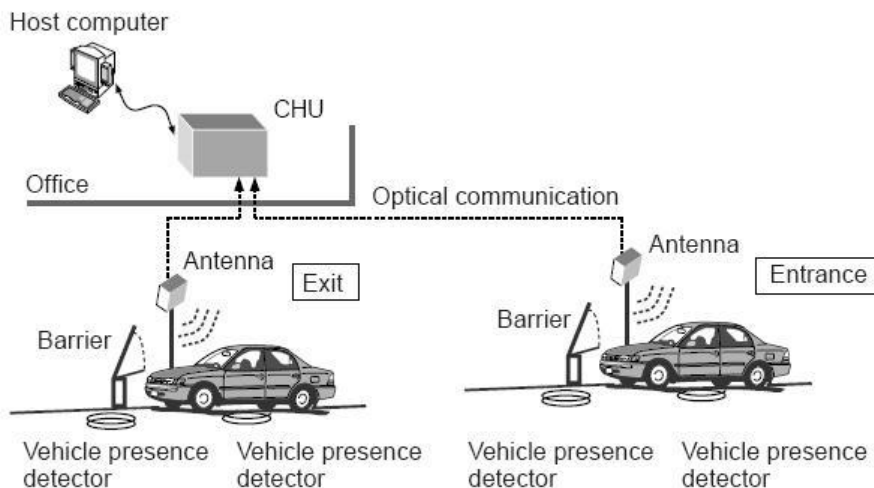 Host computer
CHU
Office
Optical communication
Antenna
Exit
Antenna
Entrance
Barrier
Barrier
Vehicle presence
detector
Vehicle presence
detector
Vehicle presence
detector
Vehicle presence
detector